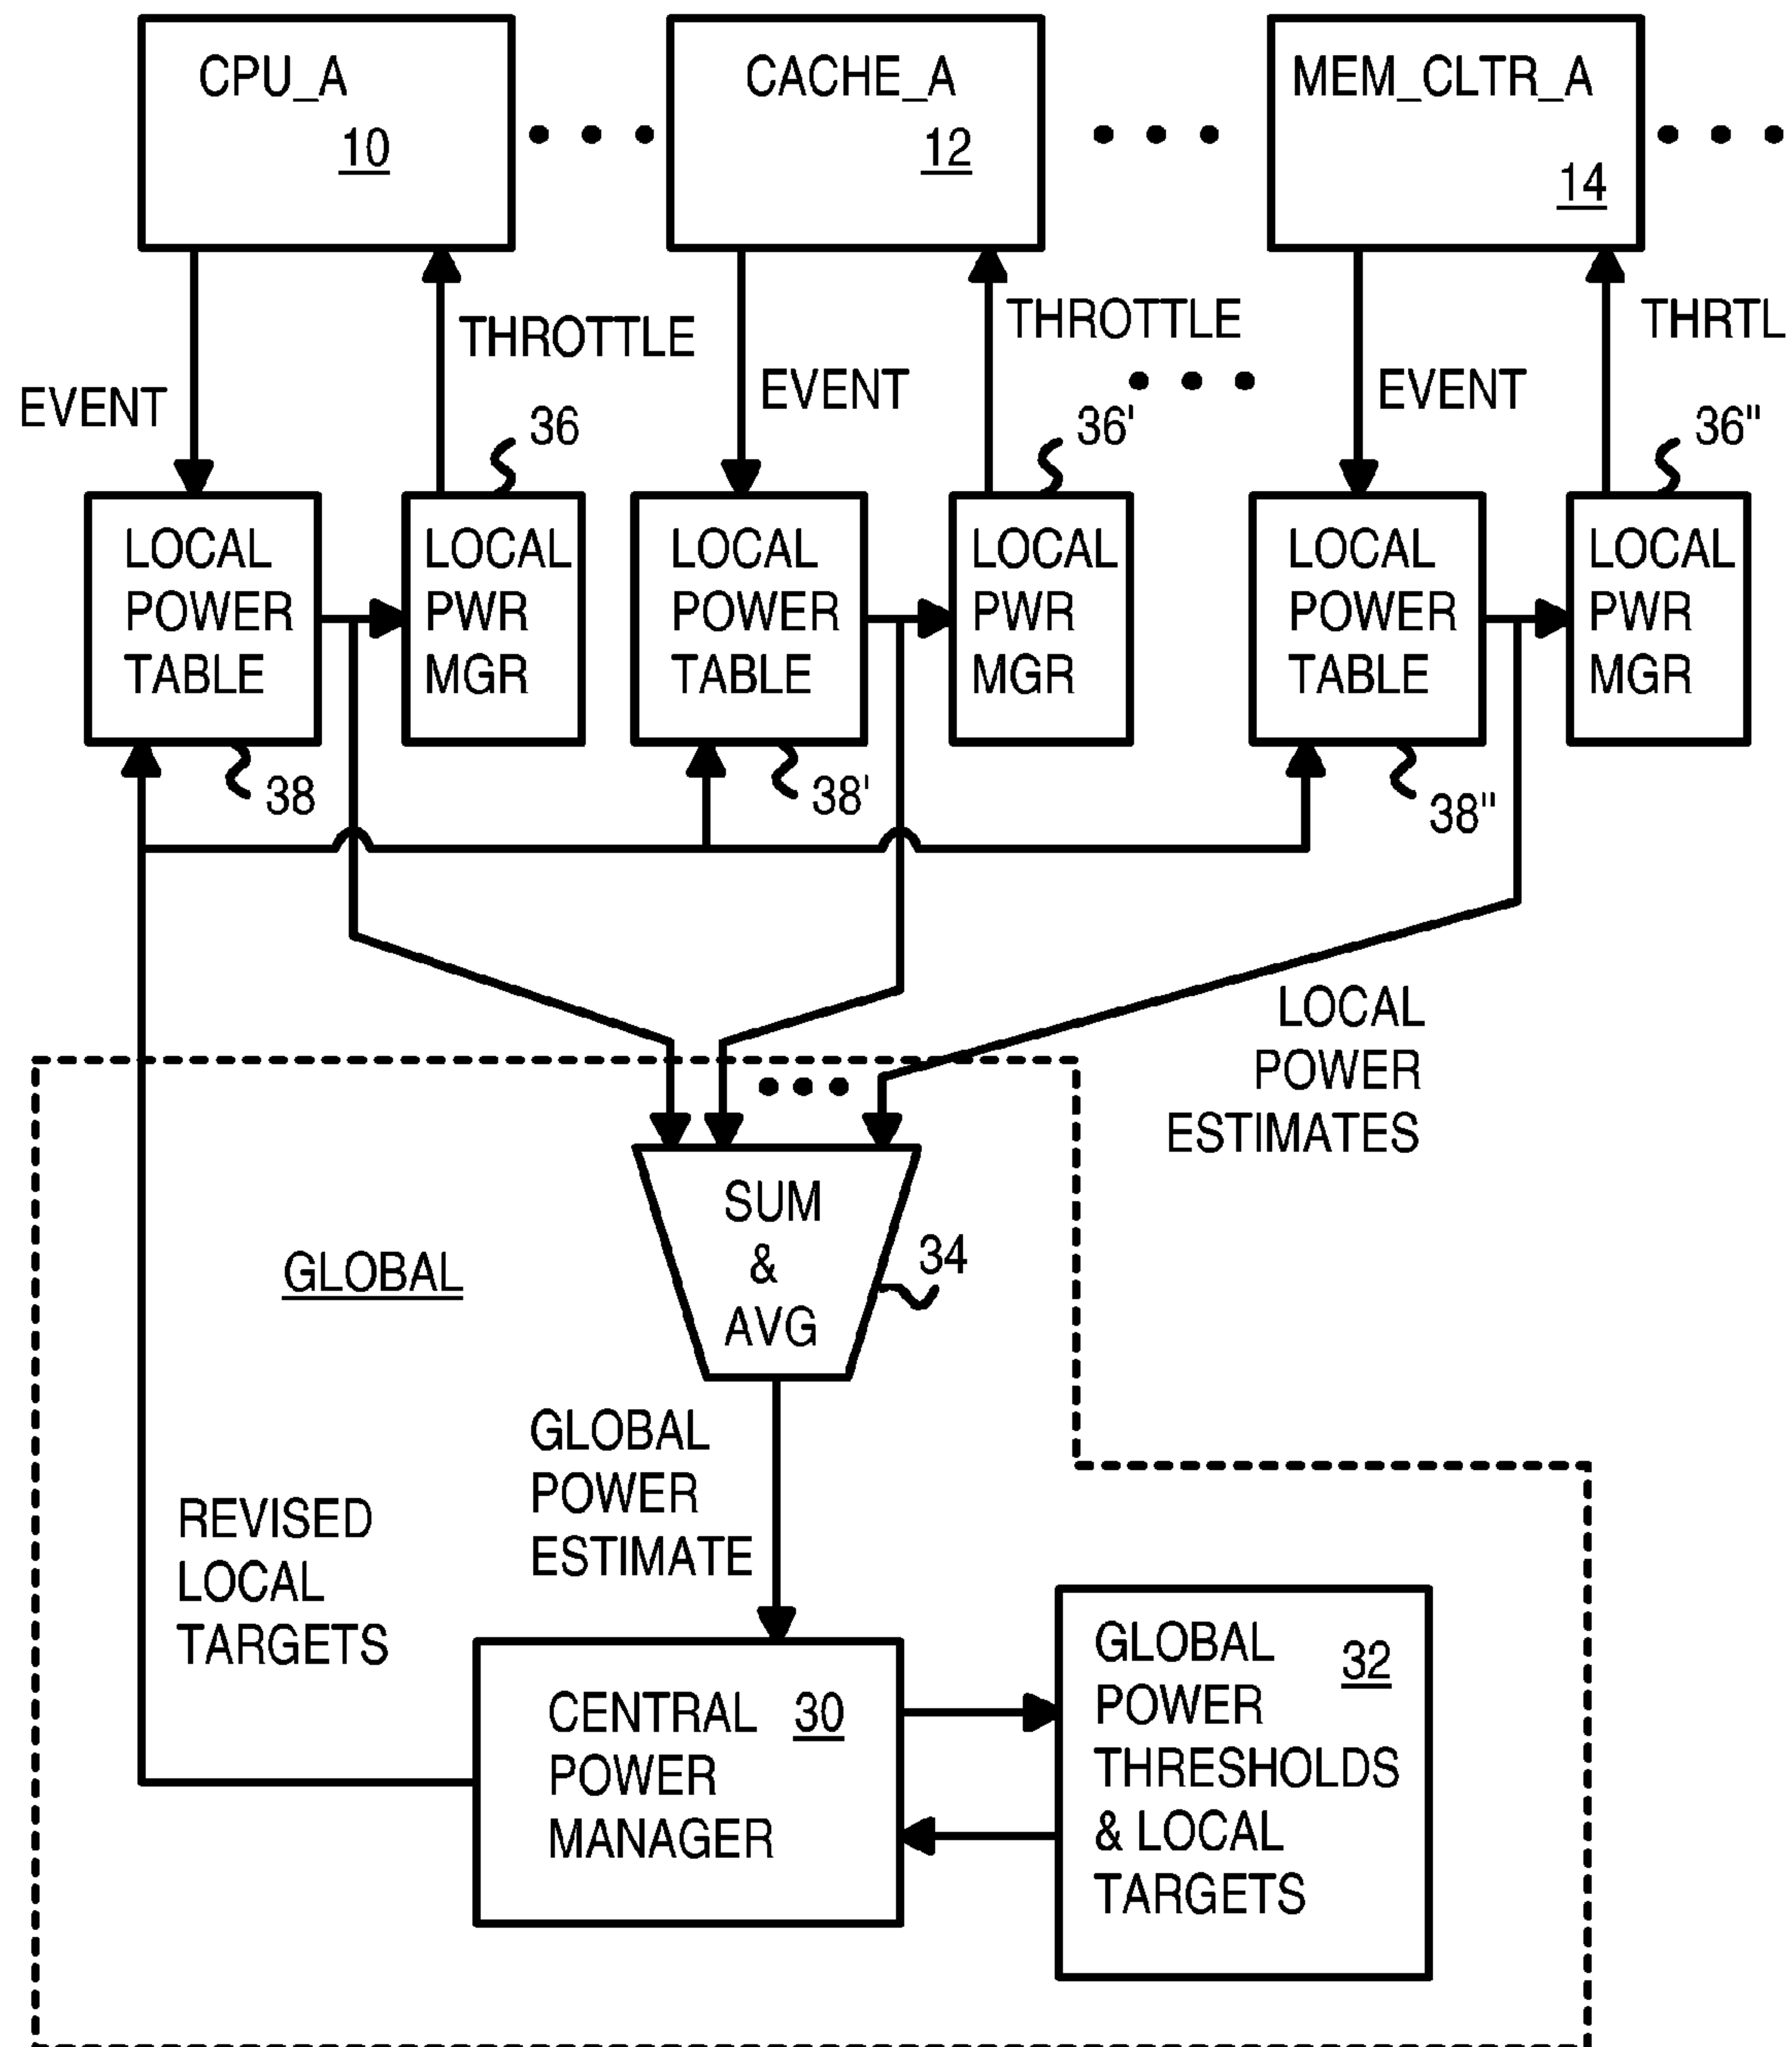 CPU_A
10
CACHE_A
12
MEM_CLTR_A
14
EVENT
THROTTLE
EVENT
THROTTLE
EVENT
THRTL
36
36'
36"
LOCAL
POWER
TABLE
LOCAL
PWR
MGR
LOCAL
POWER
TABLE
LOCAL
PWR
MGR
LOCAL
POWER
TABLE
LOCAL
PWR
MGR
38
38'
38"
LOCAL
POWER
ESTIMATES
GLOBAL
SUM
&
AVG
34
GLOBAL
POWER
ESTIMATE
REVISED
LOCAL
TARGETS
CENTRAL 30
POWER
MANAGER
GLOBAL 32
POWER
THRESHOLDS
& LOCAL
TARGETS